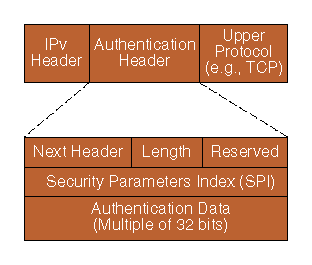 IPv Header
Authentication Header
Upper Protocol (e.g., TCP)
Next Header
Length
Reserved
Security Parameters Index (SPI)
Authentication Data
(Multiple of 32 bits)